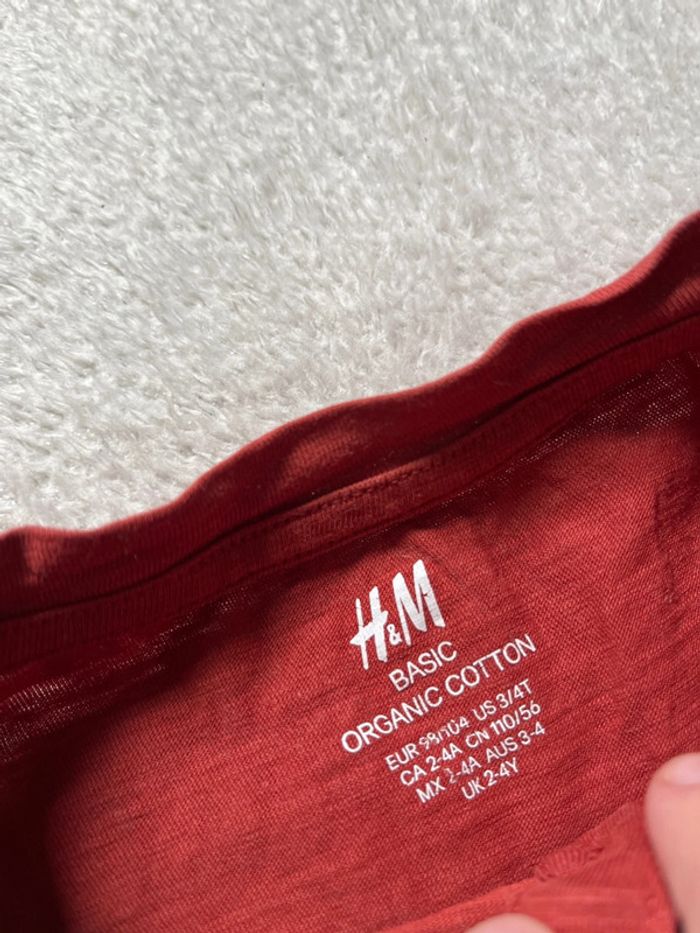 H&M
BASIC
ORGANIC COTTON
EUR 98/104 US 3/4T
CA 2-4A CN 110/56
MX 2-4A AUS 3-4
UK 2-4Y